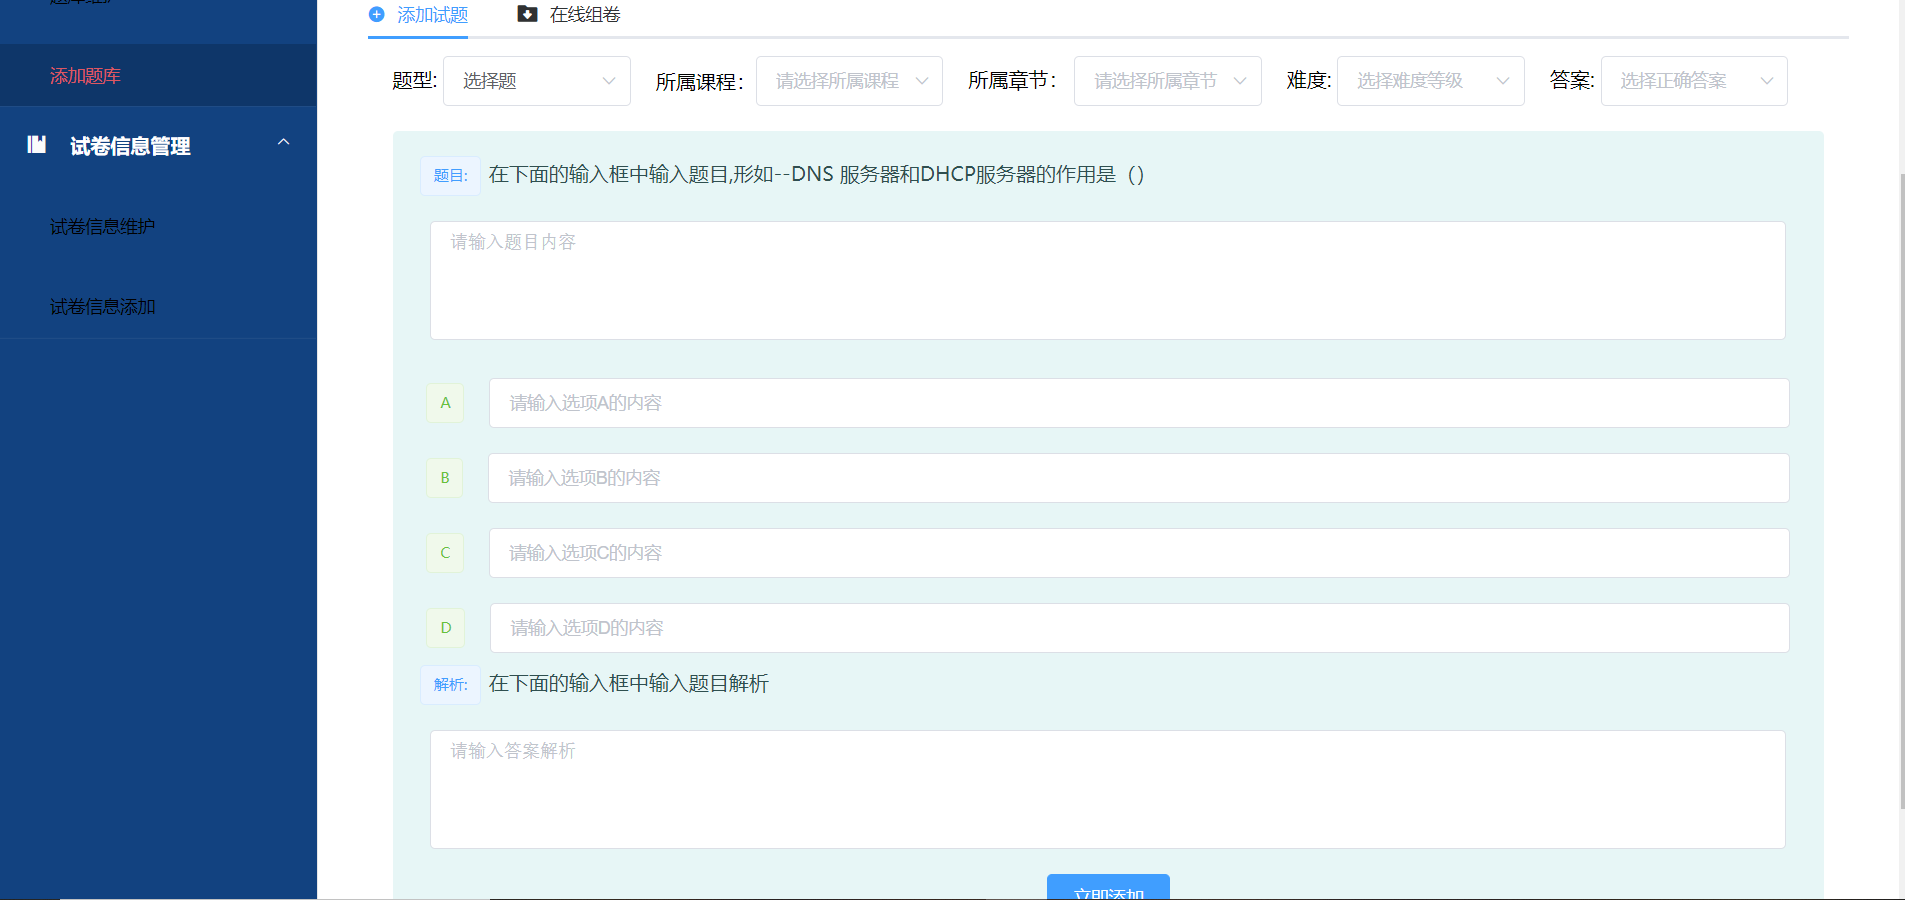 添加题库
试卷信息管理
试卷信息维护
试卷信息添加
添加试题 在线组卷
题型: 选择题 所属课程： 请选择所属课程 所属章节： 请选择所属章节 难度: 选择难度等级 答案: 选择正确答案
题目: 在下面的输入框中输入题目,形如--DNS 服务器和DHCP服务器的作用是（）
请输入题目内容
A 请输入选项A的内容
B 请输入选项B的内容
C 请输入选项C的内容
D 请输入选项D的内容
解析: 在下面的输入框中输入题目解析
请输入答案解析
立即添加